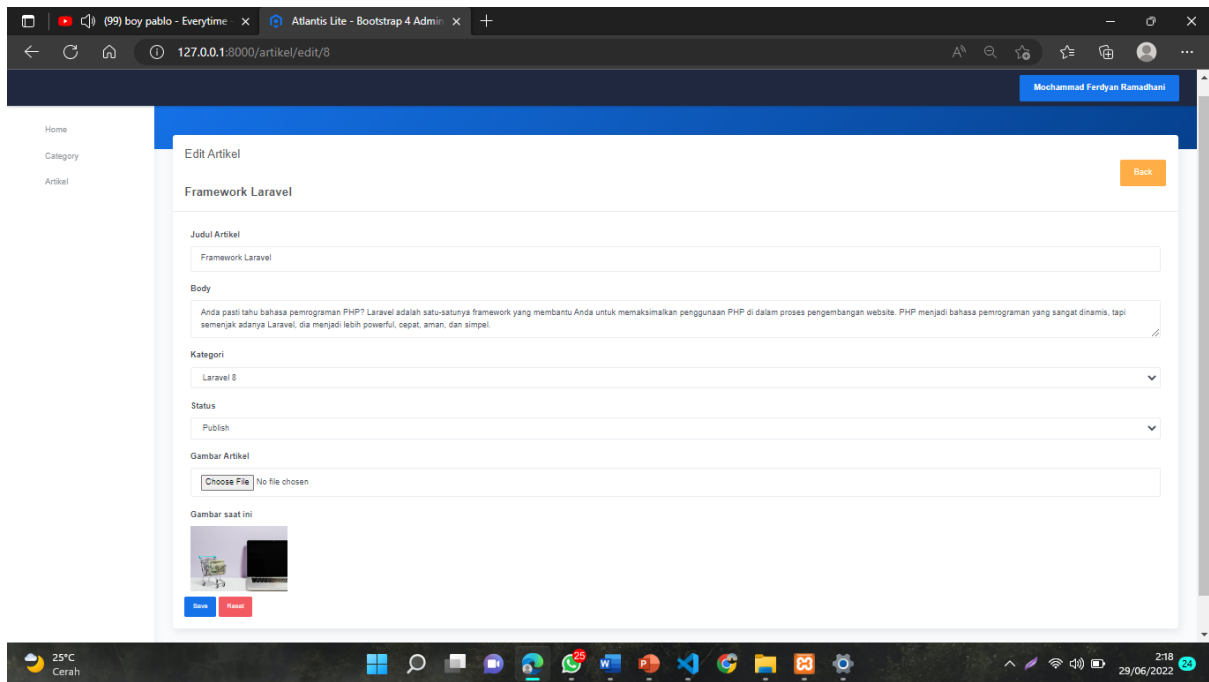 (99) boy pablo - Everytime
Atlantis Lite - Bootstrap 4 Admin
127.0.0.1:8000/artikel/edit/8
Mochammad Ferdyan Ramadhani
Home
Category
Artikel
Edit Artikel
Back
Framework Laravel
Judul Artikel
Framework Laravel
Body
Anda pasti tahu bahasa pemrograman PHP? Laravel adalah satu-satunya framework yang membantu Anda untuk memaksimalkan penggunaan PHP di dalam proses pengembangan website. PHP menjadi bahasa pemrograman yang sangat dinamis, tapi
semenjak adanya Laravel, dia menjadi lebih powerful, cepat, aman, dan simpel.
Kategori
Laravel 8
Status
Publish
Gambar Artikel
Choose File No file chosen
Gambar saat ini
Save Reset
25°C
Cerah
25
2:18
29/06/2022
24